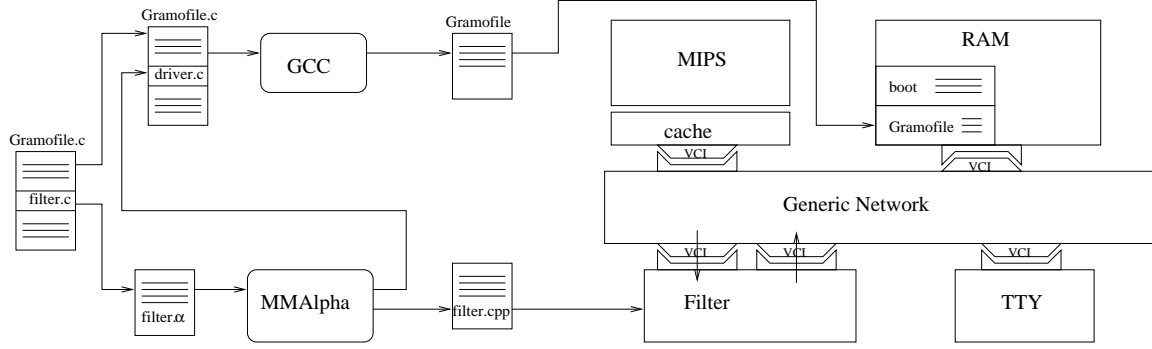 Gramofile.c
driver.c
GCC
Gramofile
MIPS
cache
VCI
RAM
boot
Gramofile
VCI
Gramofile.c
filter.c
Generic Network
VCI
VCI
VCI
filter.α
MMAlpha
filter.cpp
Filter
TTY